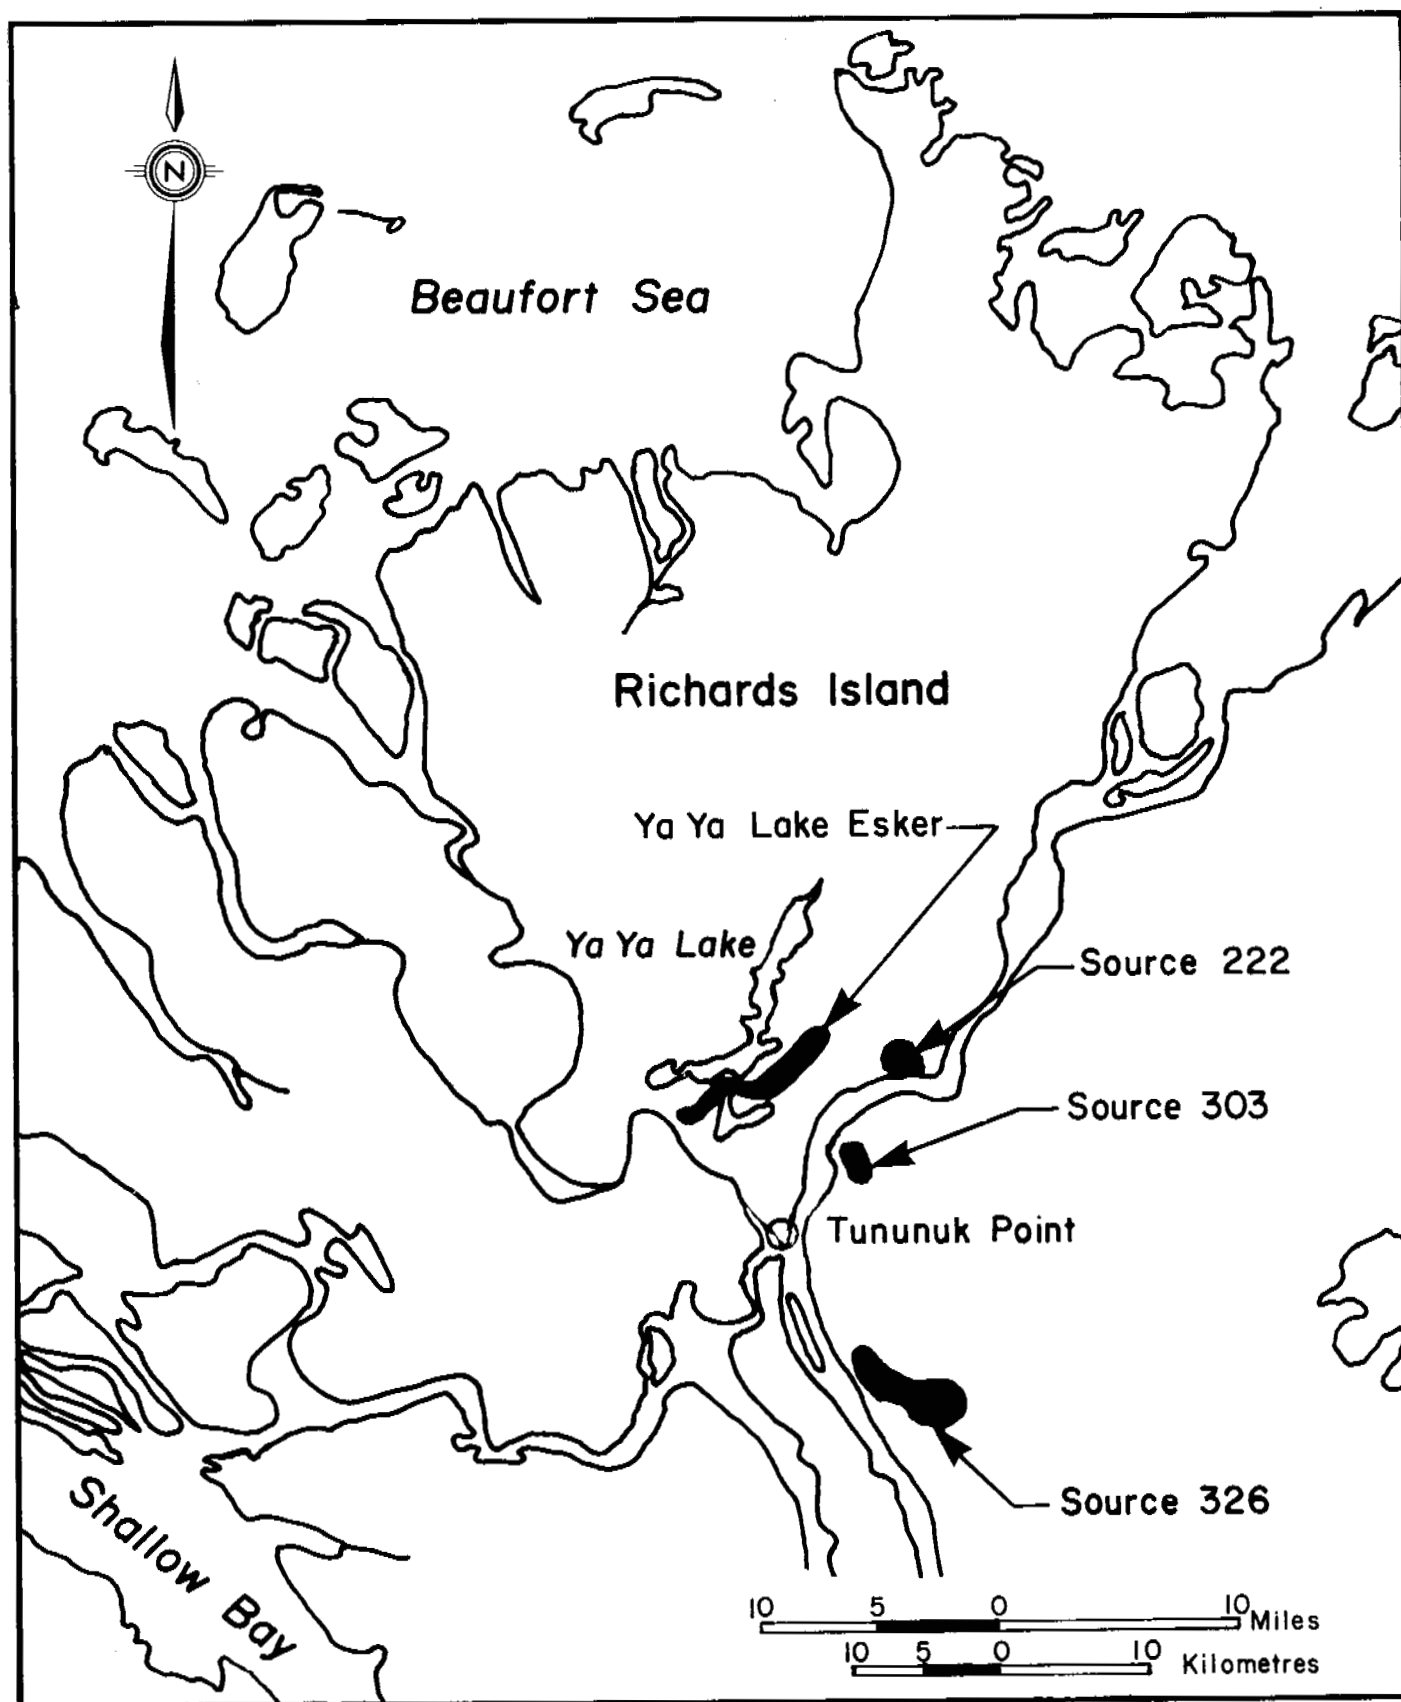 N
Beaufort Sea
Richards Island
Ya Ya Lake Esker
Ya Ya Lake
Source 222
Source 303
Tununuk Point
Source 326
Shallow Bay
10 5 0 10 Miles
10 5 0 10 Kilometres